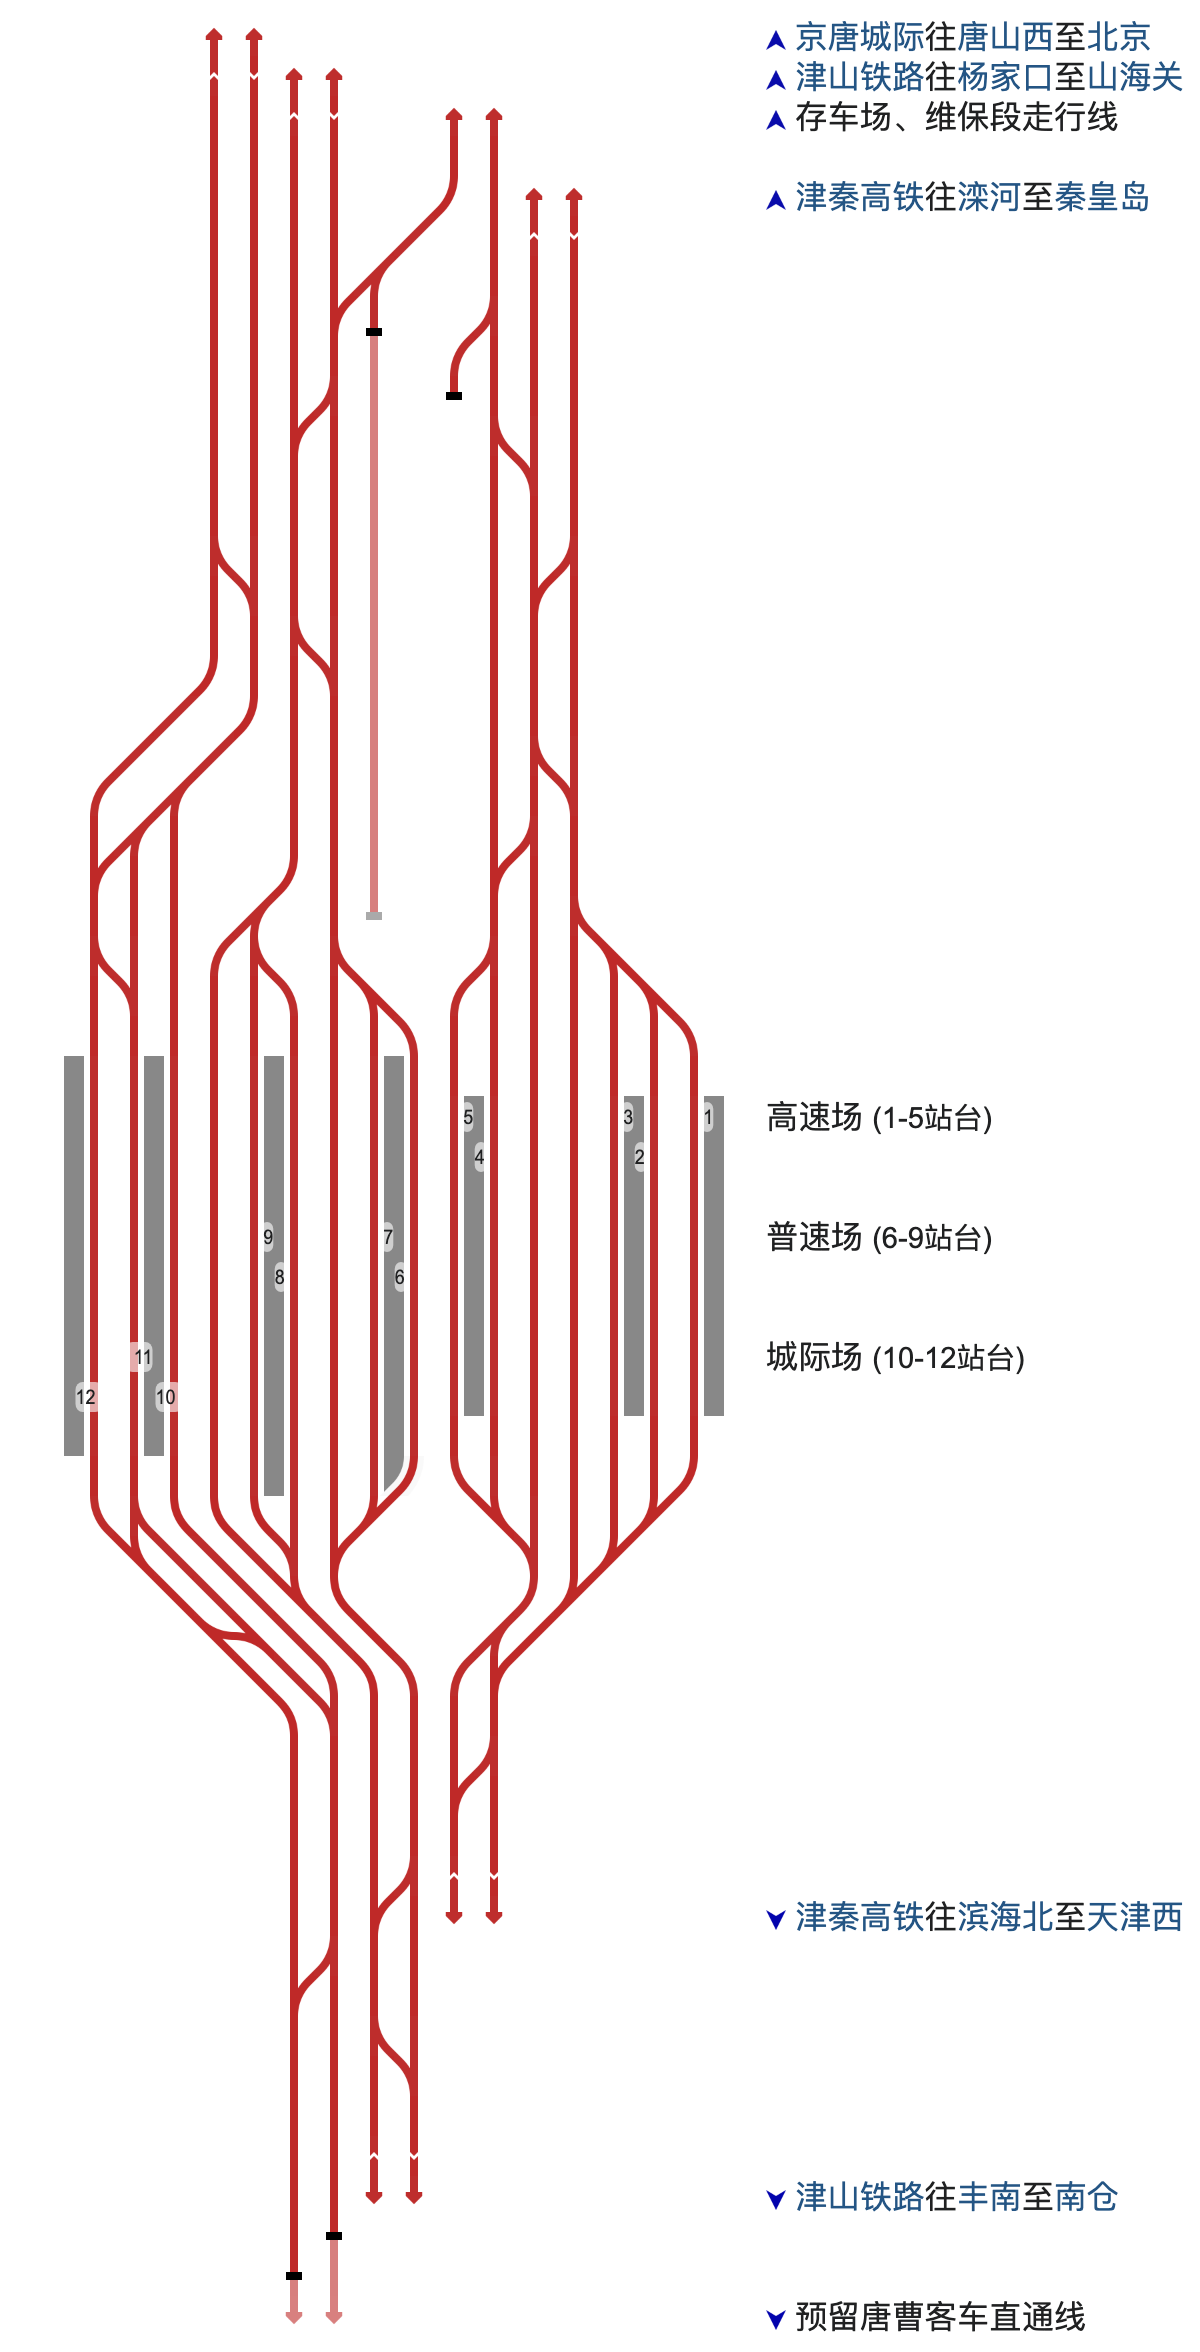 京唐城际往唐山西至北京
津山铁路往杨家口至山海关
存车场、维保段走行线
津秦高铁往滦河至秦皇岛
5 3 1 高速场 (1-5站台)
4 2
9 7 普速场 (6-9站台)
8 6
11 城际场 (10-12站台)
12 10
津秦高铁往滨海北至天津西
津山铁路往丰南至南仓
预留唐曹客车直通线